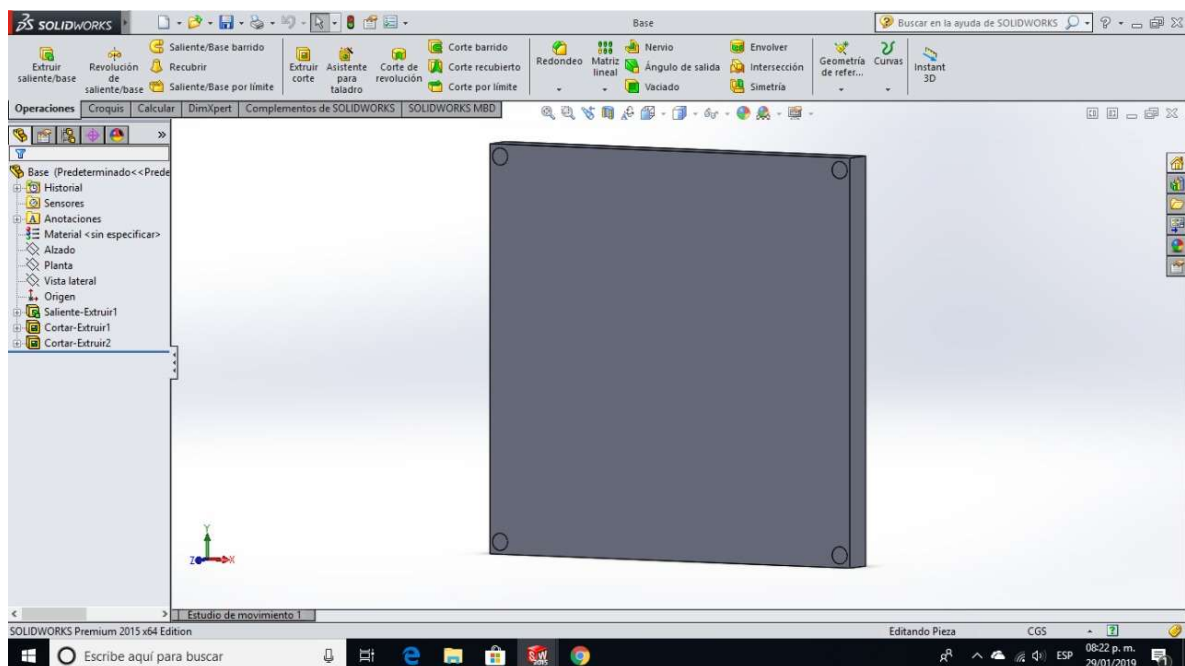 SOLIDWORKS
Base
Buscar en la ayuda de SOLIDWORKS
Extruir saliente/base
Revolución de saliente/base
Saliente/Base barrido
Recubrir
Saliente/Base por límite
Extruir corte
Asistente para taladro
Corte de revolución
Corte barrido
Corte recubierto
Corte por límite
Redondeo
Matriz lineal
Nervio
Ángulo de salida
Vaciado
Envolver
Intersección
Simetría
Geometría de refer...
Curvas
Instant 3D
Operaciones
Croquis
Calcular
DimXpert
Complementos de SOLIDWORKS
SOLIDWORKS MBD
Base (Predeterminado<<Prede
Historial
Sensores
Anotaciones
Material <sin especificar>
Alzado
Planta
Vista lateral
Origen
Saliente-Extruir1
Cortar-Extruir1
Cortar-Extruir2
Y
Z
X
Estudio de movimiento 1
SOLIDWORKS Premium 2015 x64 Edition
Editando Pieza
CGS
Escribe aquí para buscar
ESP
08:22 p. m.
29/01/2019